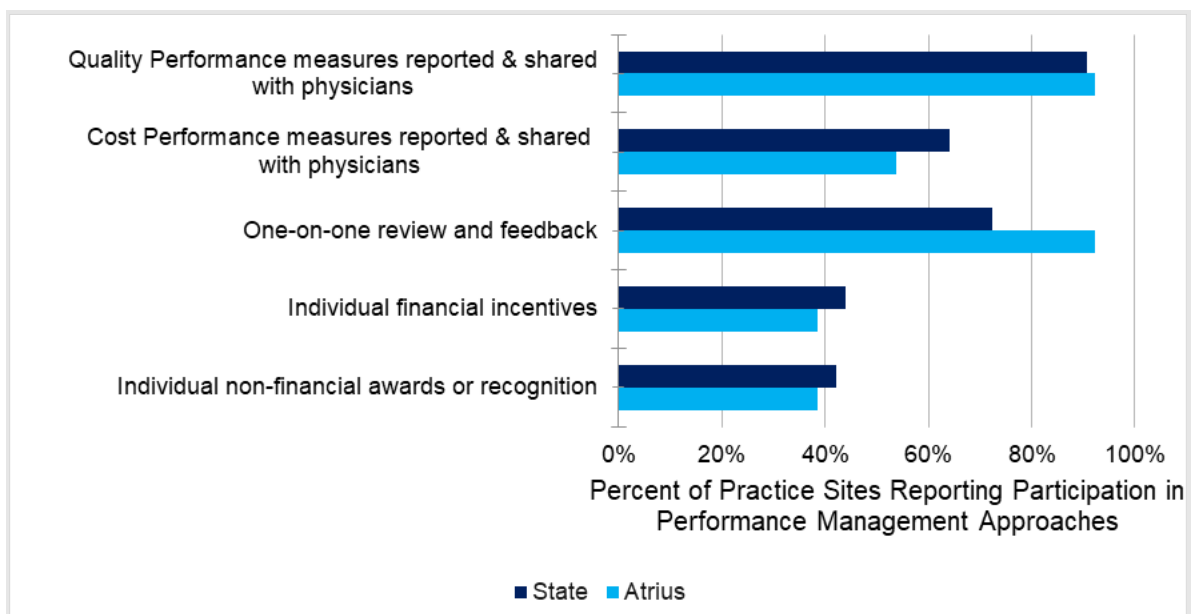 Quality Performance measures reported & shared
with physicians
Cost Performance measures reported & shared
with physicians
One-on-one review and feedback
Individual financial incentives
Individual non-financial awards or recognition
0% 20% 40% 60% 80% 100%
Percent of Practice Sites Reporting Participation in
Performance Management Approaches
State Atrius